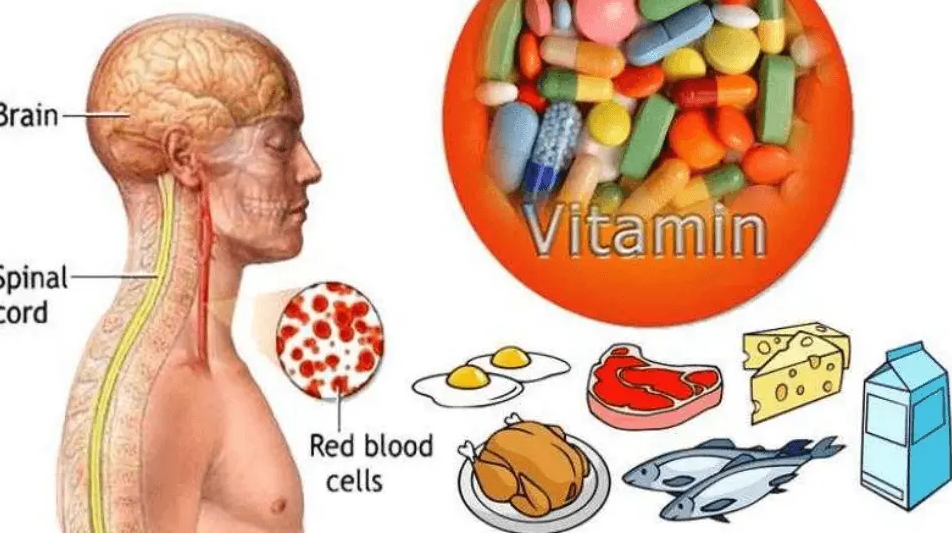 Brain
Spinal
cord
Vitamin
Red blood
cells